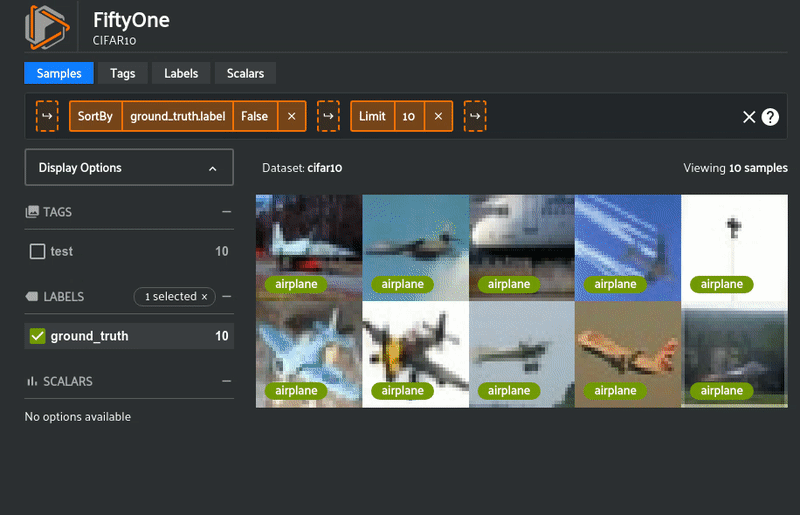 FiftyOne
CIFAR10
Samples Tags Labels Scalars
SortBy ground_truth.label False × Limit 10 ×
Display Options
Dataset: cifar10 Viewing 10 samples
TAGS
test 10
LABELS 1 selected x
ground_truth 10
SCALARS
No options available
airplane airplane airplane airplane airplane
airplane airplane airplane airplane airplane